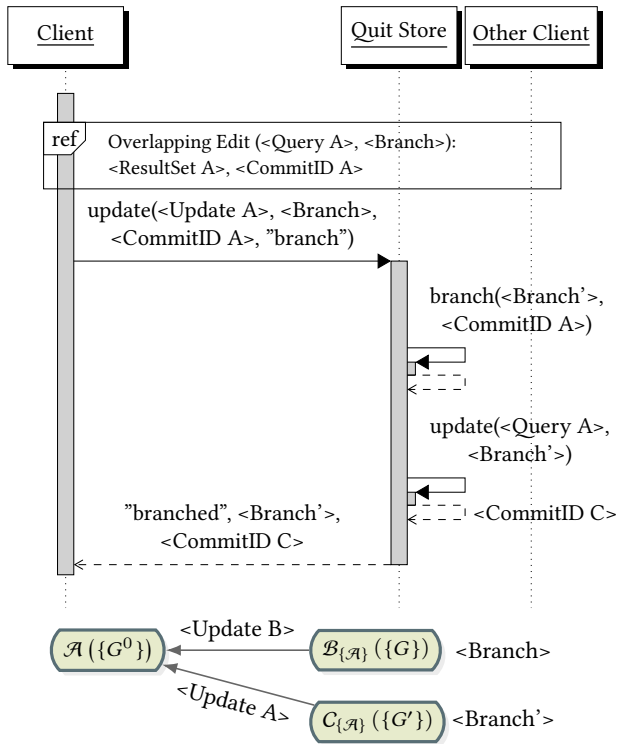 Client
Quit Store
Other Client
ref
Overlapping Edit (<Query A>, <Branch>):
<ResultSet A>, <CommitID A>
update(<Update A>, <Branch>,
<CommitID A>, ”branch”)
branch(<Branch’>,
<CommitID A>)
update(<Query A>,
<Branch’>)
<CommitID C>
”branched”, <Branch’>,
<CommitID C>
𝒜 ({G⁰})
<Update B>
ℬ{𝒜} ({G})
<Branch>
<Update A>
𝒞{𝒜} ({G′})
<Branch’>